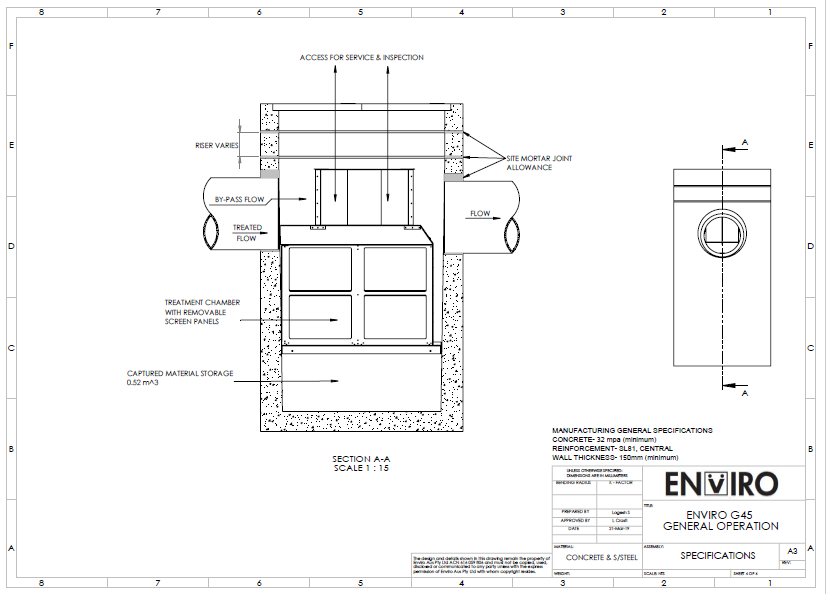 8 7 6 5 4 3 2 1
F F
E E
D D
C C
B B
A A
ACCESS FOR SERVICE & INSPECTION
RISER VARIES
SITE MORTAR JOINT
ALLOWANCE
BY-PASS FLOW
TREATED
FLOW
FLOW
TREATMENT CHAMBER
WITH REMOVABLE
SCREEN PANELS
CAPTURED MATERIAL STORAGE
0.52 m^3
SECTION A-A
SCALE 1 : 15
A
A
MANUFACTURING GENERAL SPECIFICATIONS
CONCRETE- 32 mpa (minimum)
REINFORCEMENT- SL81, CENTRAL
WALL THICKNESS- 150mm (minimum)
UNLESS OTHERWISE SPECIFIED:
DIMENSIONS ARE IN MILLIMETERS
BENDING RADIUS K - FACTOR
PREPARED BY Logesh S
APPROVED BY
DATE 21-Mar-19
ENVIRO
TITLE:
ENVIRO G45
GENERAL OPERATION
MATERIAL:
CONCRETE & S/STEEL
ASSEMBLY:
SPECIFICATIONS
A3
REV:
WEIGHT:
SCALE: NTS
SHEET 6 OF 6
The design and details shown in this drawing remain the property of
Enviro Aus Pty Ltd ACN 616 059 806 and must not be copied, used,
disclosed or communicated to any party unless with the express
permission of Enviro Aus Pty Ltd with whom copyright resides.
8 7 6 5 4 3 2 1